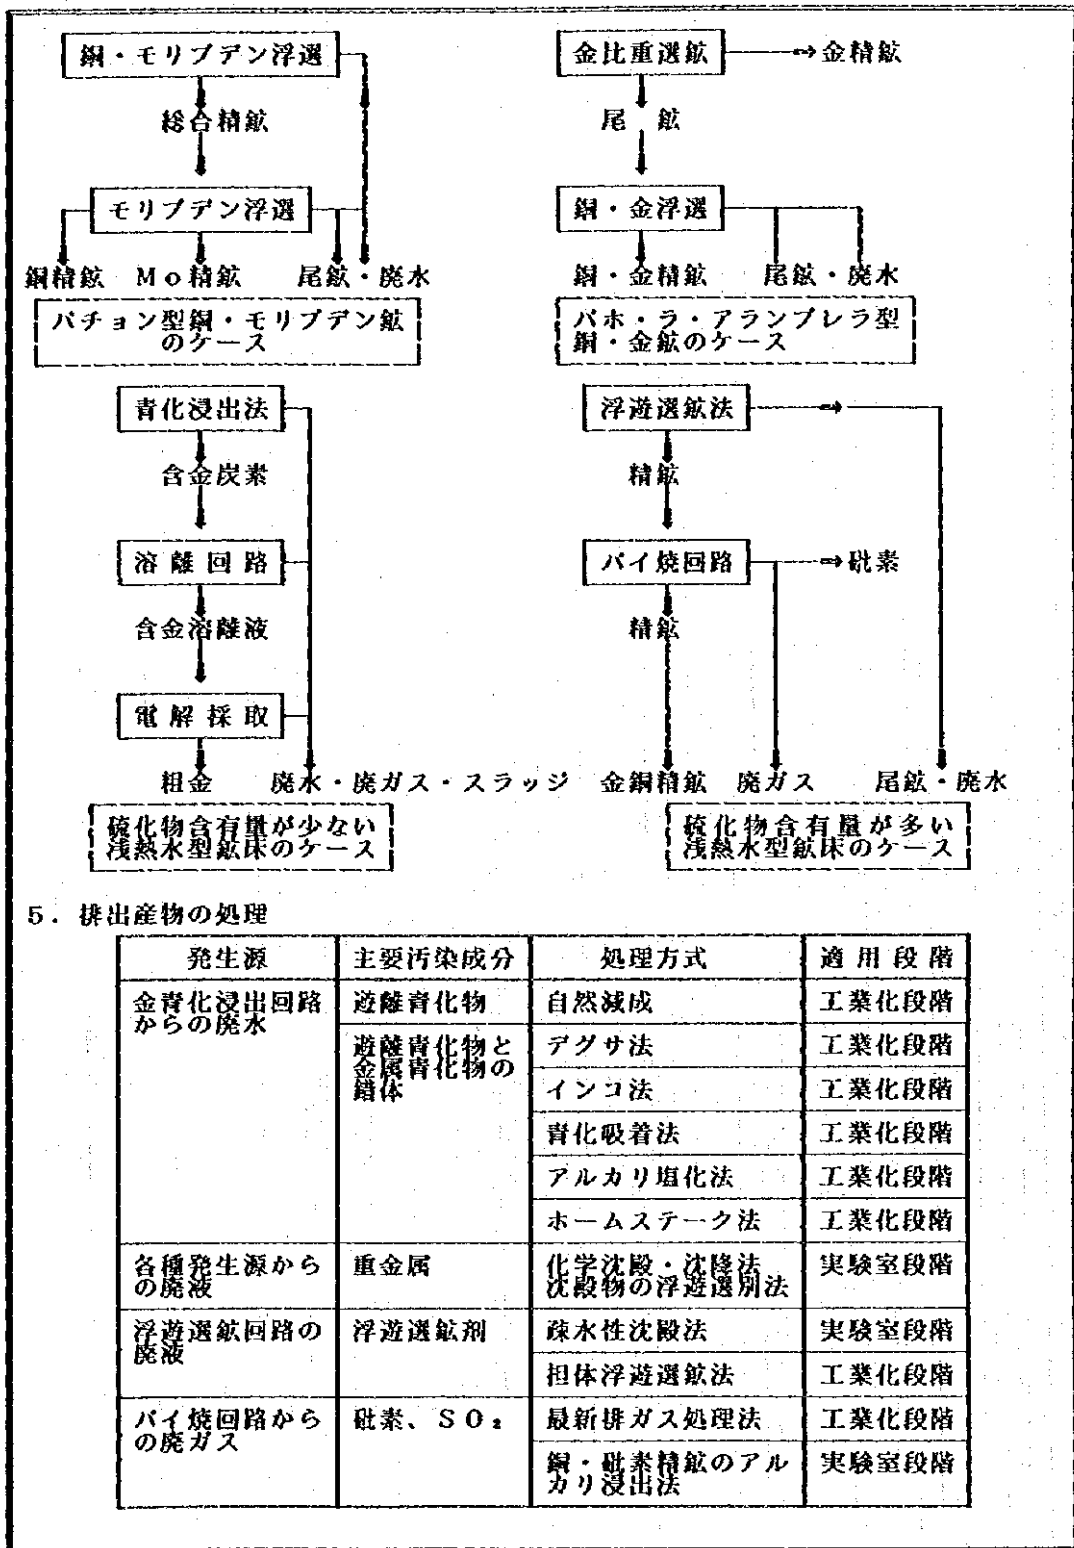 銅・モリブデン浮選
総合精鉱
モリブデン浮選
銅精鉱 Mo精鉱 尾鉱・廃水
パチョン型銅・モリブデン鉱
のケース
金比重選鉱 金精鉱
尾 鉱
銅・金浮選
銅・金精鉱 尾鉱・廃水
バホ・ラ・アランブレラ型
銅・金鉱のケース
青化浸出法
含金炭素
溶離回路
含金溶離液
電解採取
粗金 廃水・廃ガス・スラッジ
硫化物含有量が少ない
浅熱水型鉱床のケース
浮遊選鉱法
精鉱
バイ焼回路 砒素
精鉱
金銅精鉱 廃ガス 尾鉱・廃水
硫化物含有量が多い
浅熱水型鉱床のケース
5．排出産物の処理
発生源 主要汚染成分 処理方式 適用段階
金青化浸出回路
からの廃水
遊離青化物 自然減成 工業化段階
遊離青化物と
金属青化物の
錯体
デグサ法 工業化段階
インコ法 工業化段階
青化吸着法 工業化段階
アルカリ塩化法 工業化段階
ホームステーク法 工業化段階
各種発生源から
の廃液
重金属
化学沈殿・沈降法
沈殿物の浮遊選別法
実験室段階
浮遊選鉱回路の
廃液
浮遊選鉱剤 疎水性沈殿法 実験室段階
担体浮遊選鉱法 工業化段階
バイ焼回路から
の廃ガス
砒素、SO₂ 最新排ガス処理法 工業化段階
銅・砒素精鉱のアル
カリ浸出法
実験室段階